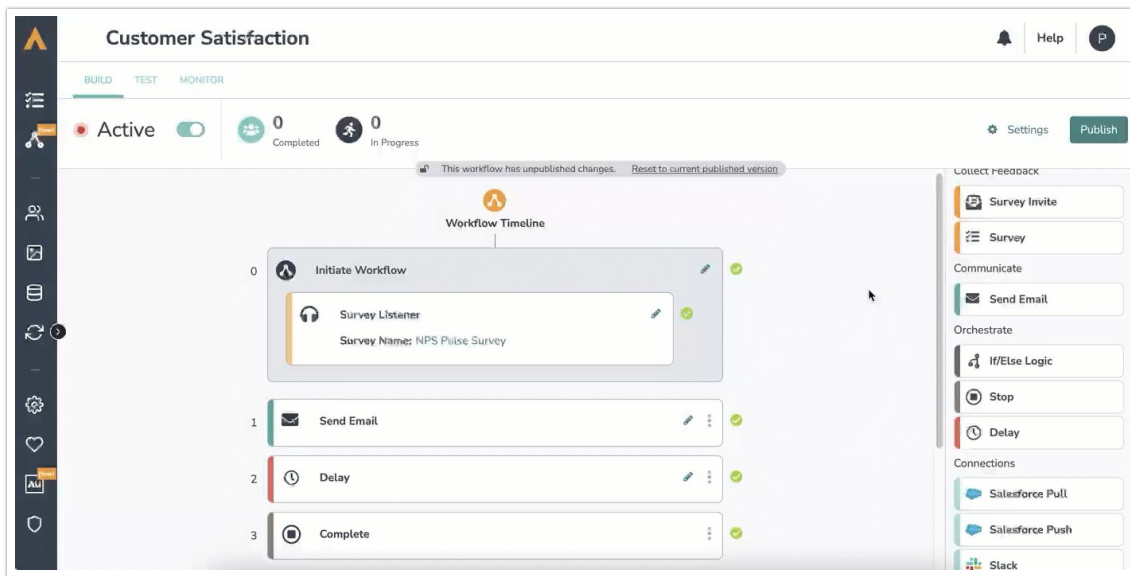 Customer Satisfaction
Help
P
BUILD TEST MONITOR
New!
Active
0
Completed
0
In Progress
Settings
Publish
This workflow has unpublished changes. Reset to current published version
Workflow Timeline
0 Initiate Workflow
Survey Listener
Survey Name: NPS Pulse Survey
1 Send Email
2 Delay
3 Complete
Collect Feedback
Survey Invite
Survey
Communicate
Send Email
Orchestrate
If/Else Logic
Stop
Delay
Connections
Salesforce Pull
Salesforce Push
Slack
New!